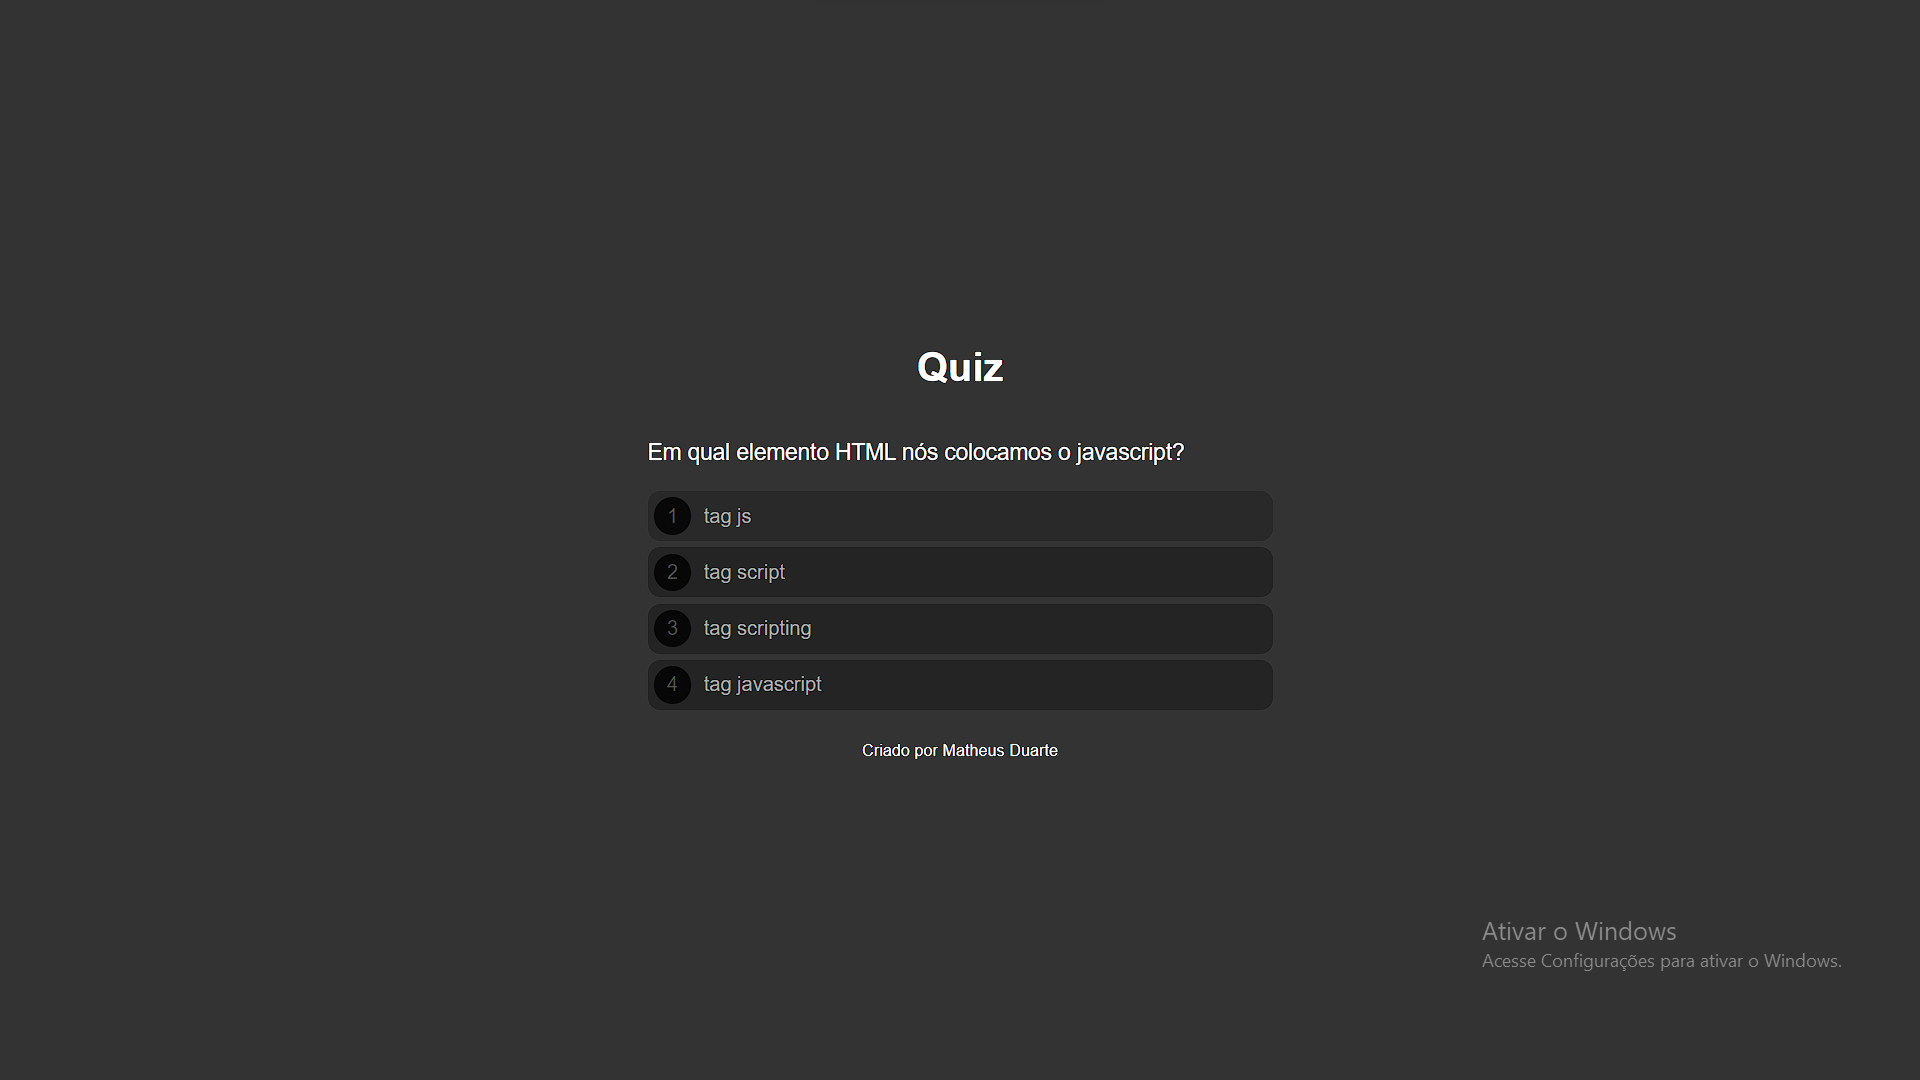 Quiz
Em qual elemento HTML nós colocamos o javascript?
1 tag js
2 tag script
3 tag scripting
4 tag javascript
Criado por Matheus Duarte
Ativar o Windows
Acesse Configurações para ativar o Windows.